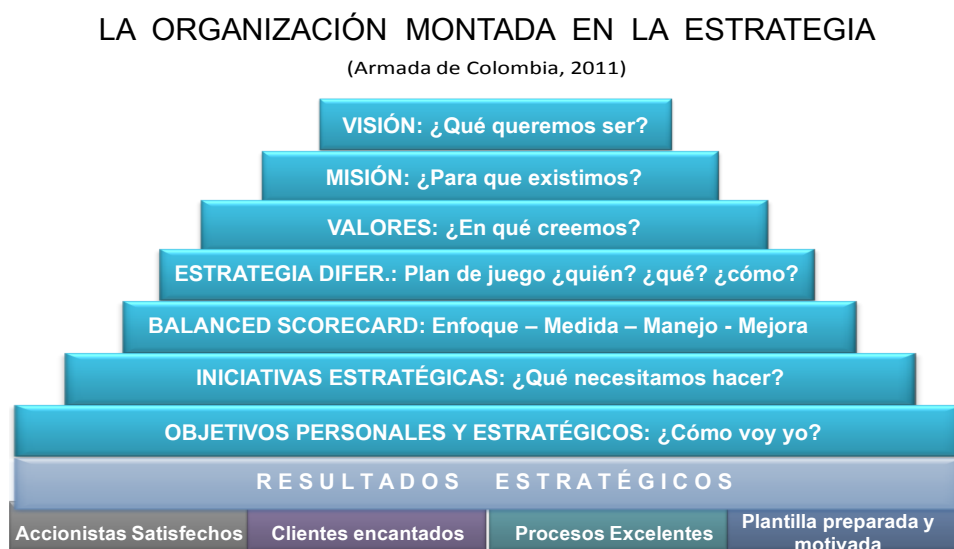 LA ORGANIZACIÓN MONTADA EN LA ESTRATEGIA
(Armada de Colombia, 2011)
VISIÓN: ¿Qué queremos ser?
MISIÓN: ¿Para que existimos?
VALORES: ¿En qué creemos?
ESTRATEGIA DIFER.: Plan de juego ¿quién? ¿qué? ¿cómo?
BALANCED SCORECARD: Enfoque – Medida – Manejo - Mejora
INICIATIVAS ESTRATÉGICAS: ¿Qué necesitamos hacer?
OBJETIVOS PERSONALES Y ESTRATÉGICOS: ¿Cómo voy yo?
RESULTADOS ESTRATÉGICOS
Accionistas Satisfechos
Clientes encantados
Procesos Excelentes
Plantilla preparada y
motivada